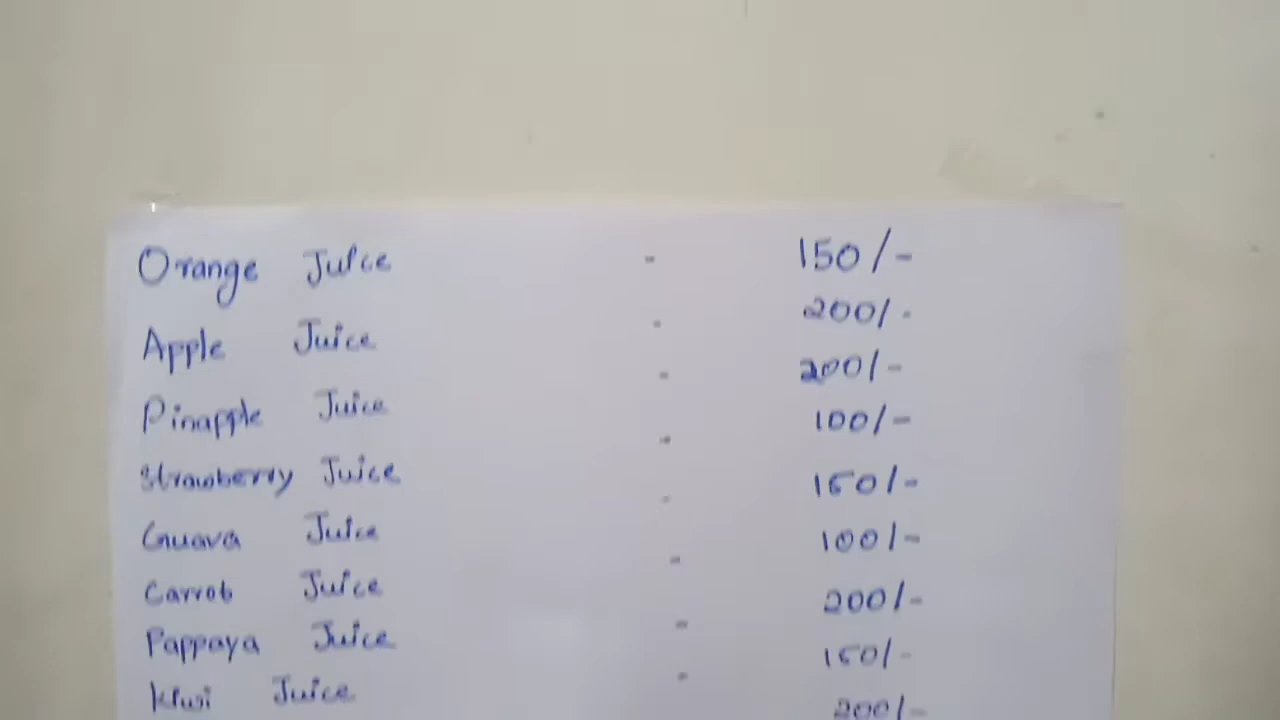 Orange Juice - 150/-
Apple Juice - 200/-
Pinapple Juice - 200/-
Strawberry Juice - 100/-
Guava Juice - 150/-
Carrot Juice - 100/-
Pappaya Juice - 200/-
Kiwi Juice - 150/-
200/-